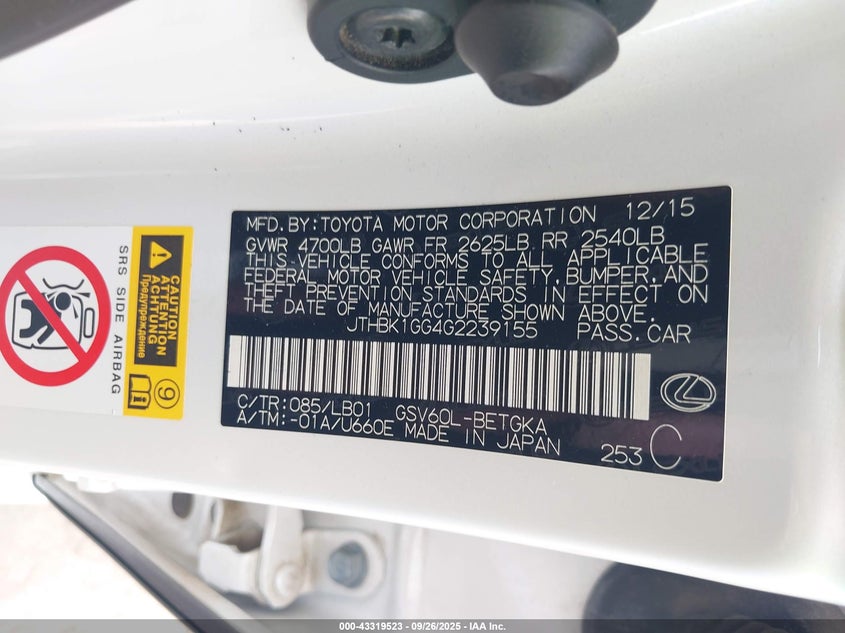 MFD.BY:TOYOTA MOTOR CORPORATION 12/15
GVWR 4700LB GAWR FR 2625LB RR 2540LB
THIS VEHICLE CONFORMS TO ALL APPLICABLE
FEDERAL MOTOR VEHICLE SAFETY, BUMPER, AND
THEFT PREVENTION STANDARDS IN EFFECT ON
THE DATE OF MANUFACTURE SHOWN ABOVE.
JTHBK1GG4G2239155 PASS.CAR
C/TR:085/LB01 GSV60L-BETGKA
A/TM:-01A/U660E MADE IN JAPAN
253 C
CAUTION
ATTENTION
ACHTUNG
Предупреждение
9
SRS SIDE AIRBAG
000-43319523 - 09/26/2025 - IAA Inc.